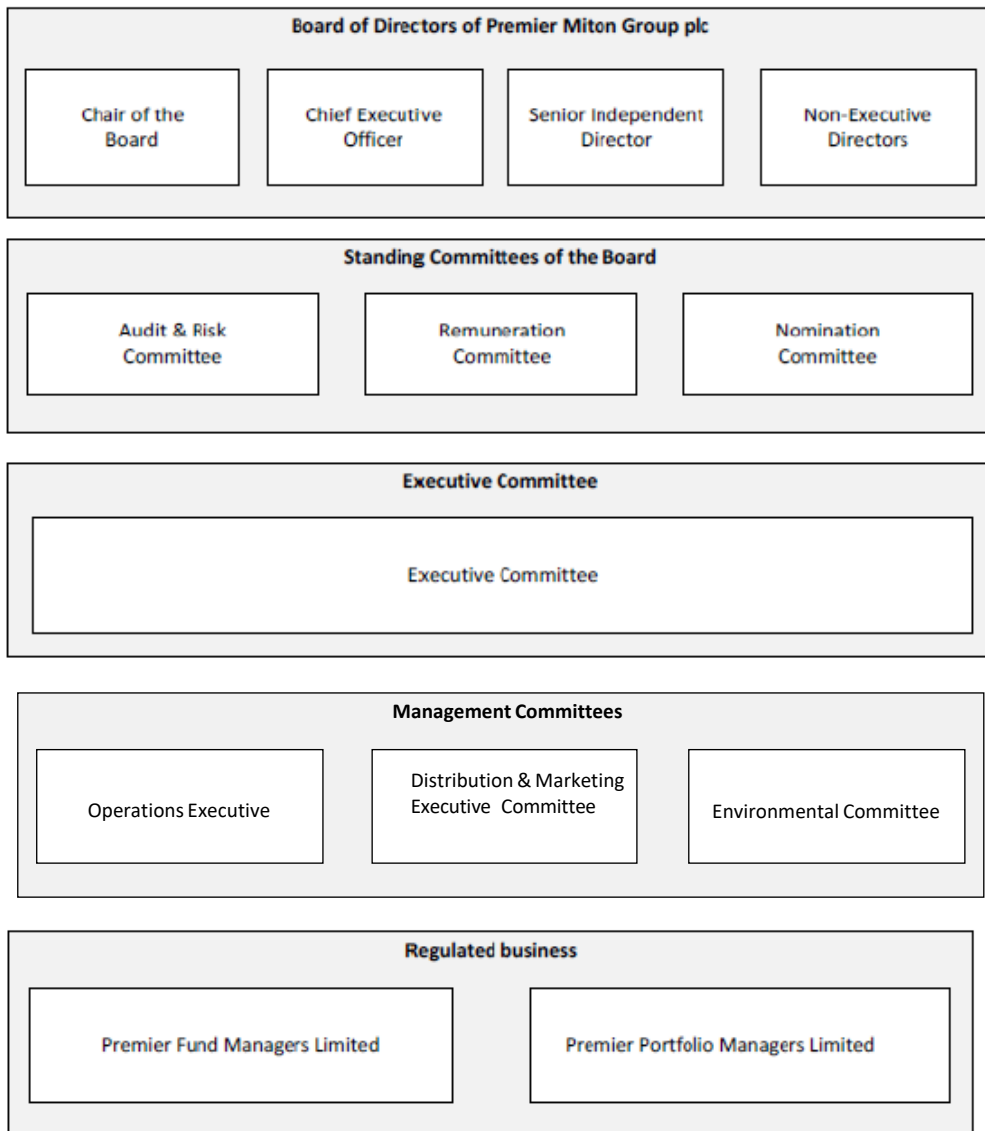 Board of Directors of Premier Miton Group plc
Chair of the
Board
Chief Executive
Officer
Senior Independent
Director
Non-Executive
Directors
Standing Committees of the Board
Audit & Risk
Committee
Remuneration
Committee
Nomination
Committee
Executive Committee
Executive Committee
Management Committees
Operations Executive
Distribution & Marketing
Executive Committee
Environmental Committee
Regulated business
Premier Fund Managers Limited
Premier Portfolio Managers Limited